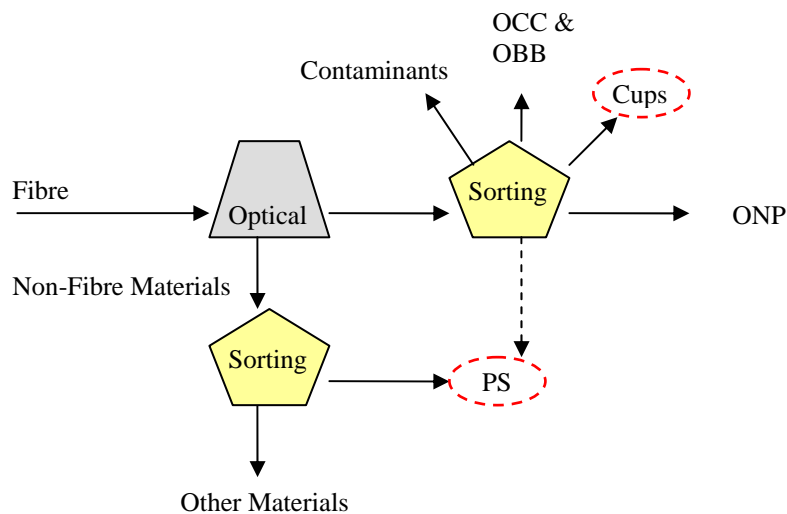 OCC &
OBB
Contaminants
Cups
Fibre
Optical
Sorting
ONP
Non-Fibre Materials
Sorting
PS
Other Materials